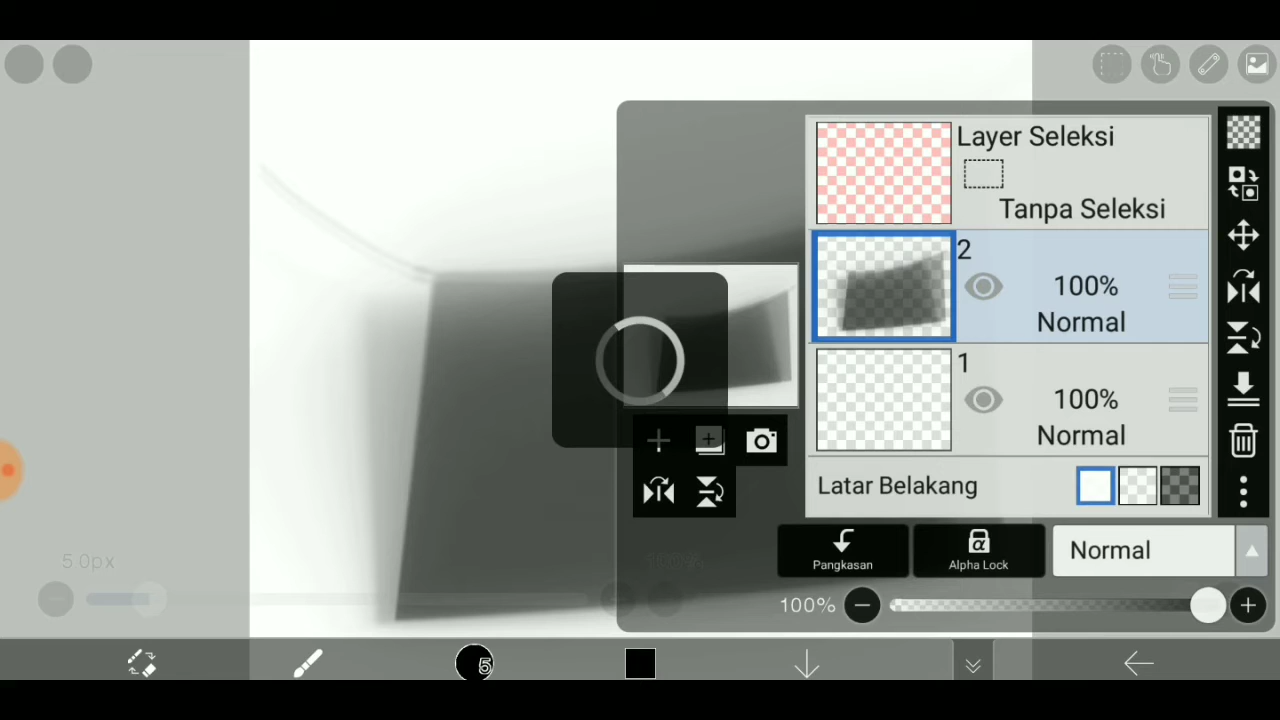 Layer Seleksi
Tanpa Seleksi
2
100%
Normal
1
100%
Normal
Latar Belakang
Pangkasan
α
Alpha Lock
Normal
5.0px
100%
100%
5